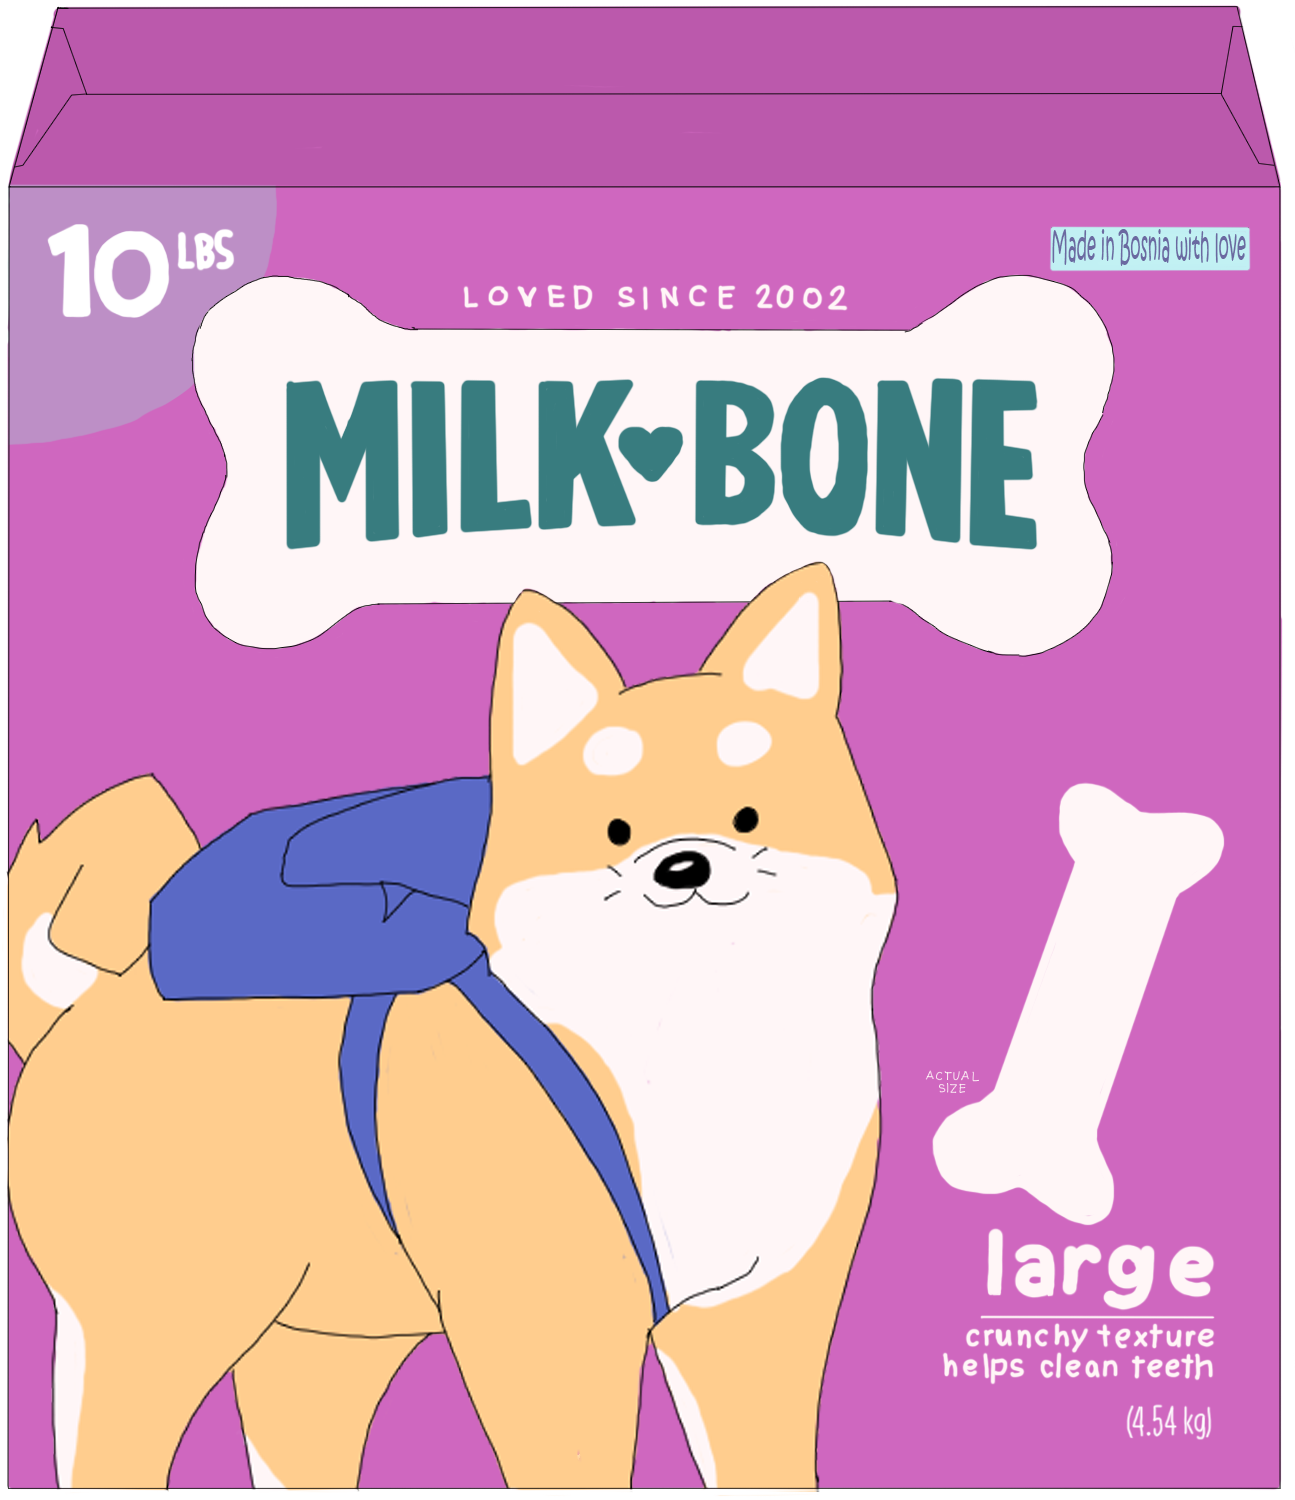 10 LBS
Made in Bosnia with love
LOVED SINCE 2002
MILK♥BONE
ACTUAL
SIZE
large
crunchy texture
helps clean teeth
(4.54 kg)